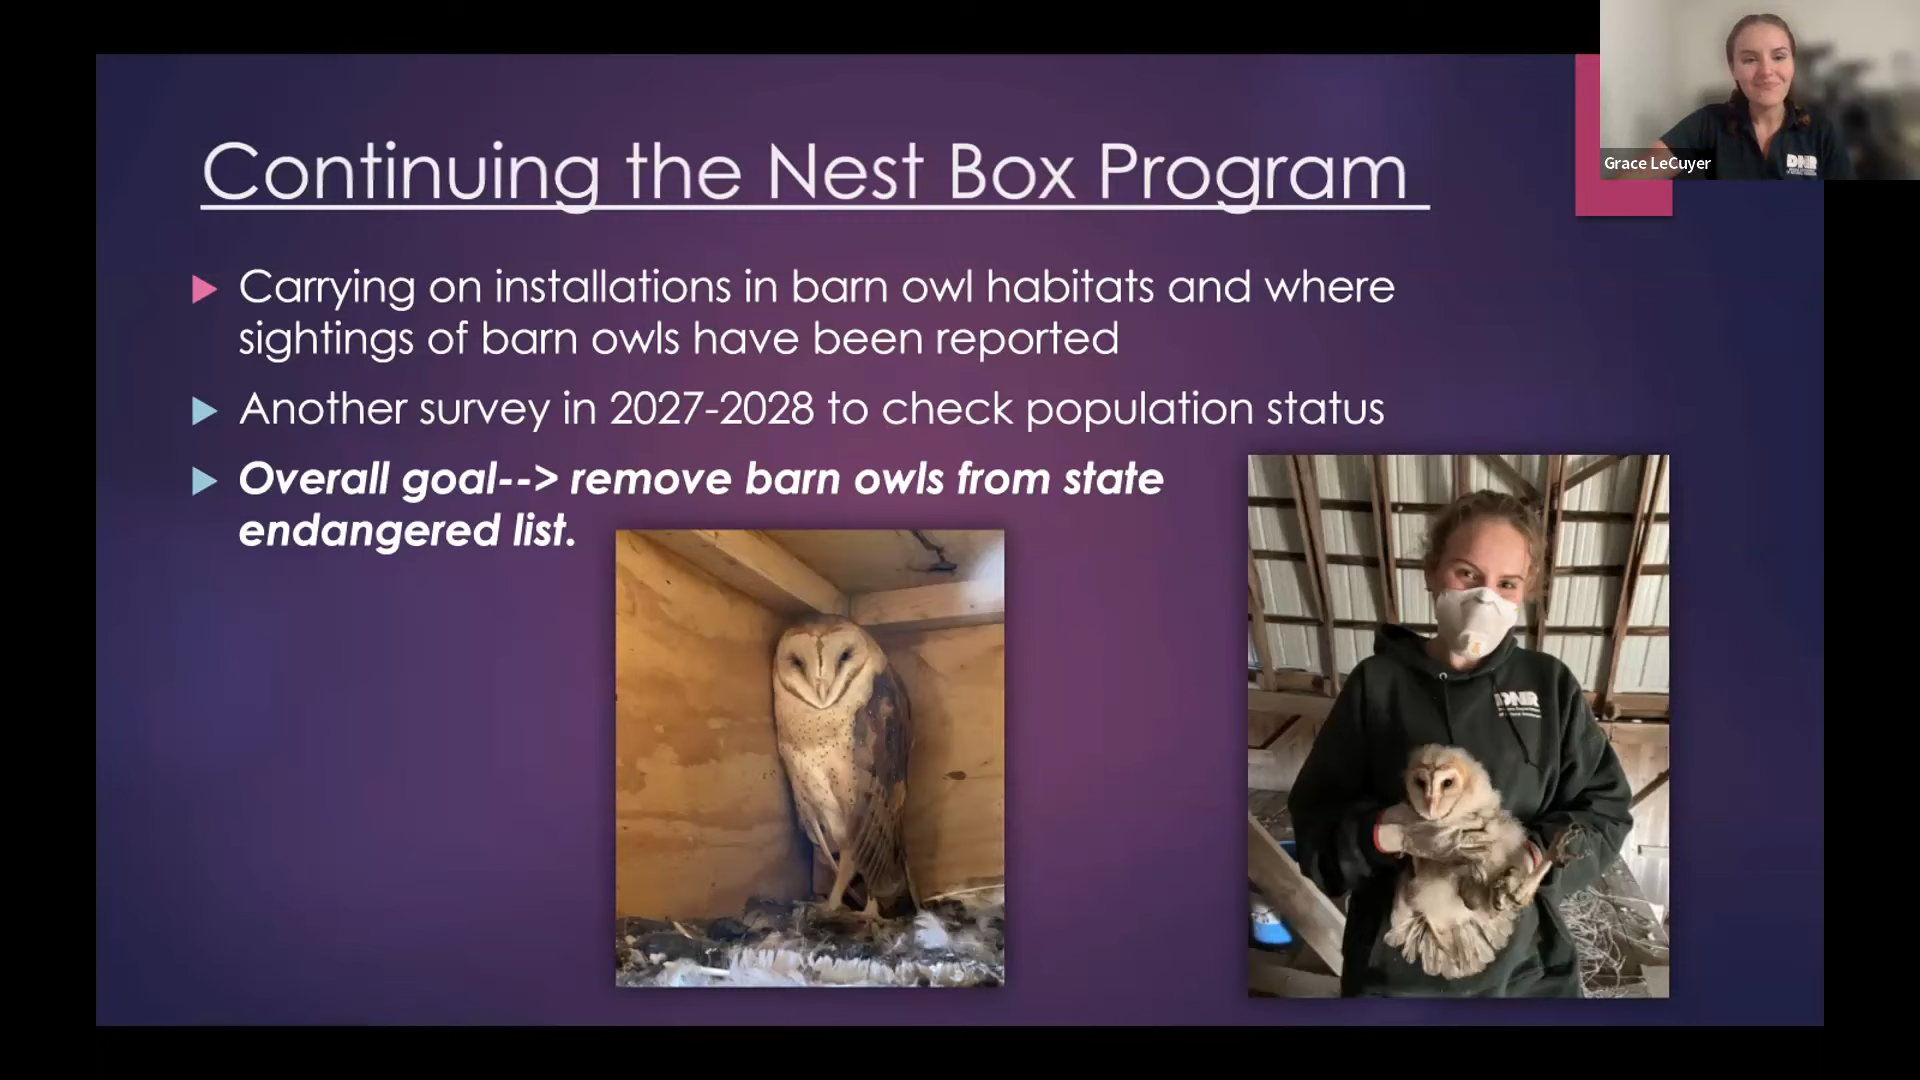 Continuing the Nest Box Program
Grace LeCuyer
DNR
Carrying on installations in barn owl habitats and where
sightings of barn owls have been reported
Another survey in 2027-2028 to check population status
Overall goal--> remove barn owls from state
endangered list.
DNR